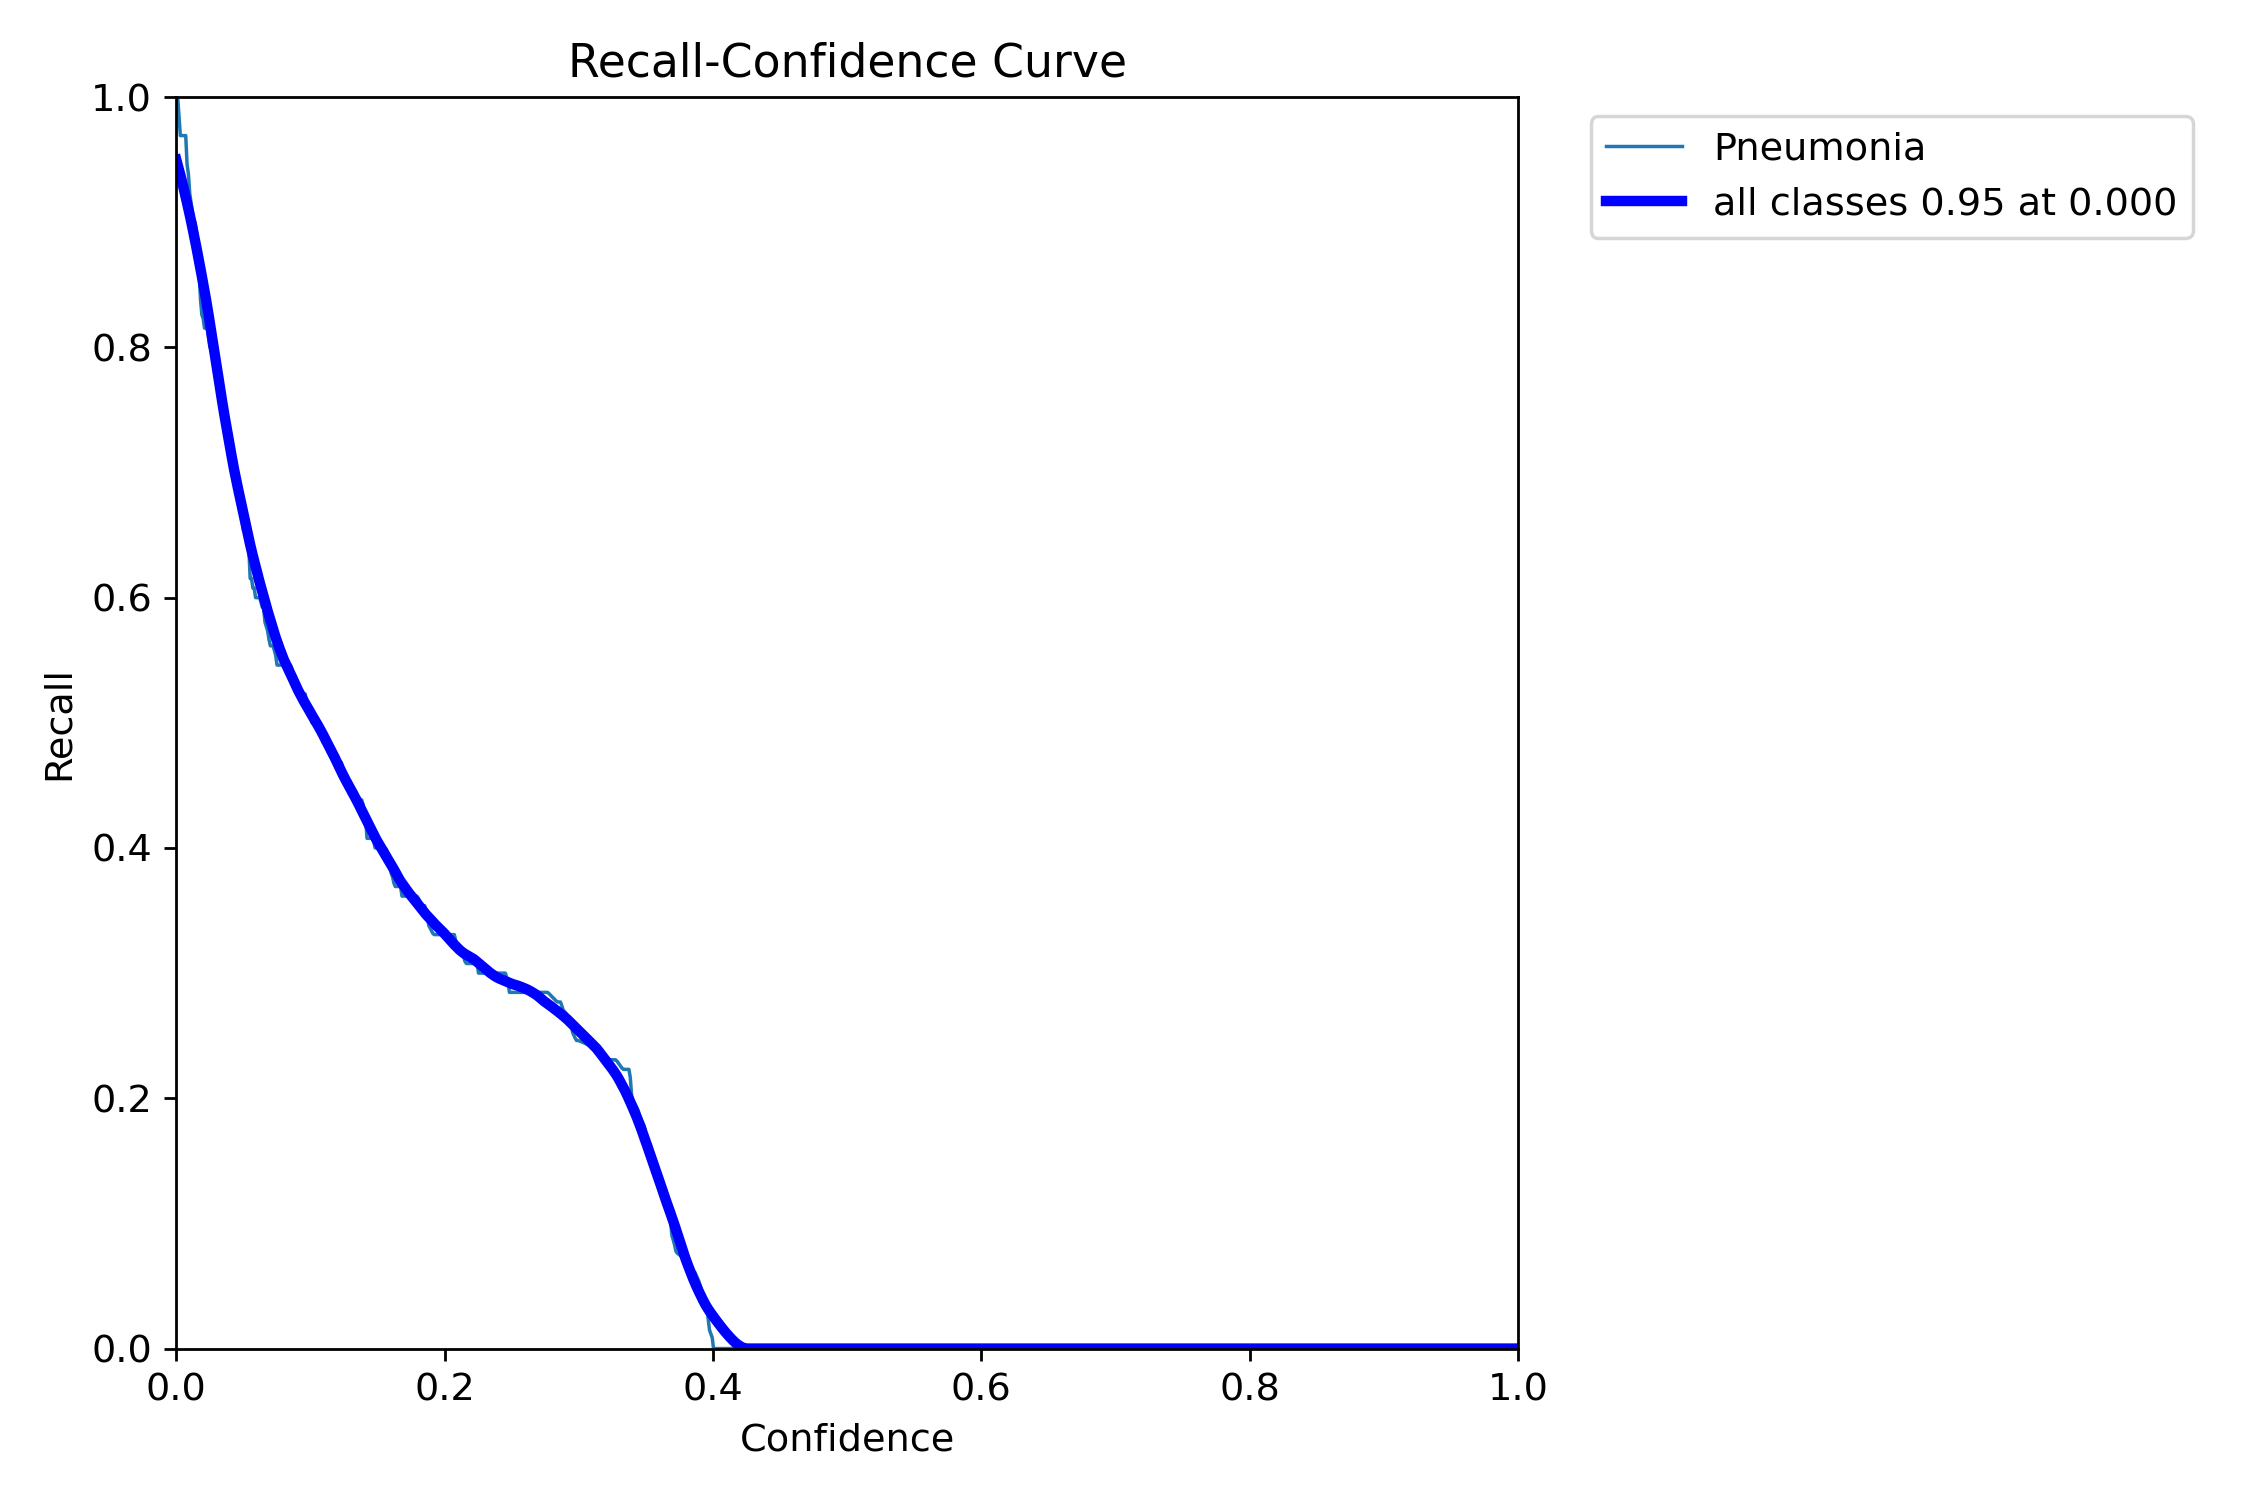 Recall-Confidence Curve
1.0
0.8
0.6
0.4
0.2
0.0
Recall
0.0 0.2 0.4 0.6 0.8 1.0
Confidence
Pneumonia
all classes 0.95 at 0.000